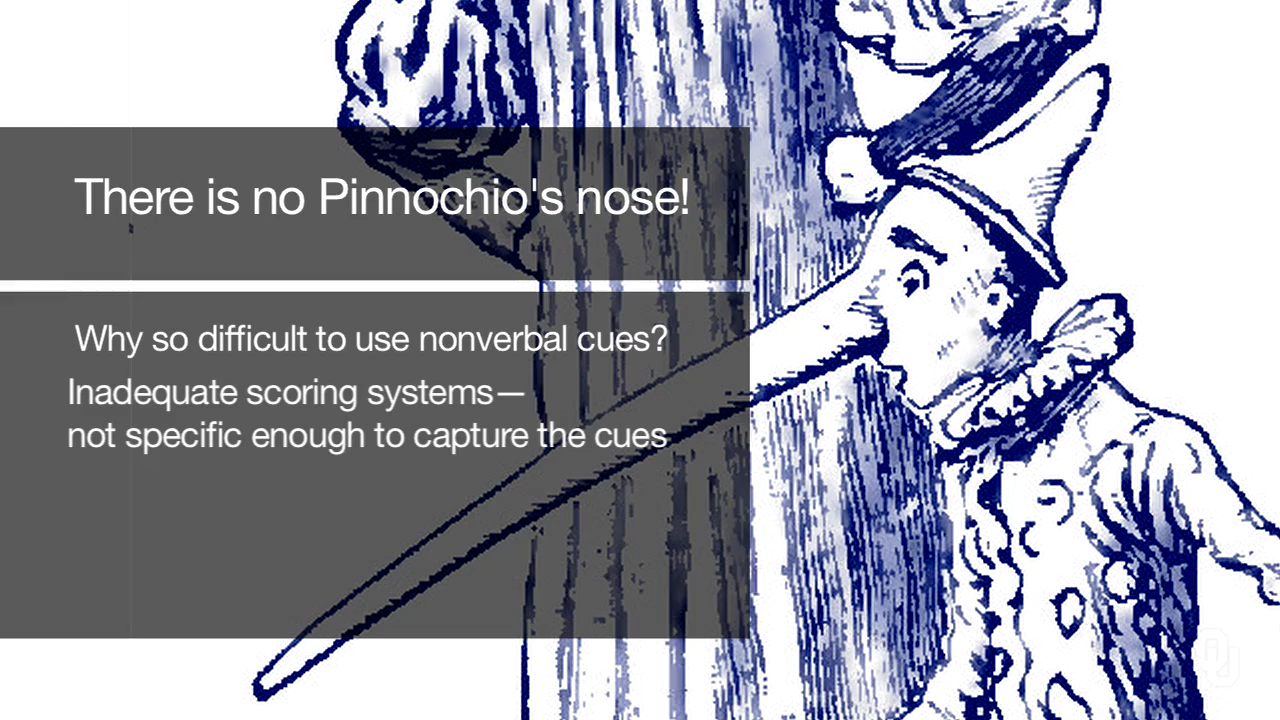 There is no Pinnochio's nose!
Why so difficult to use nonverbal cues?
Inadequate scoring systems—
not specific enough to capture the cues